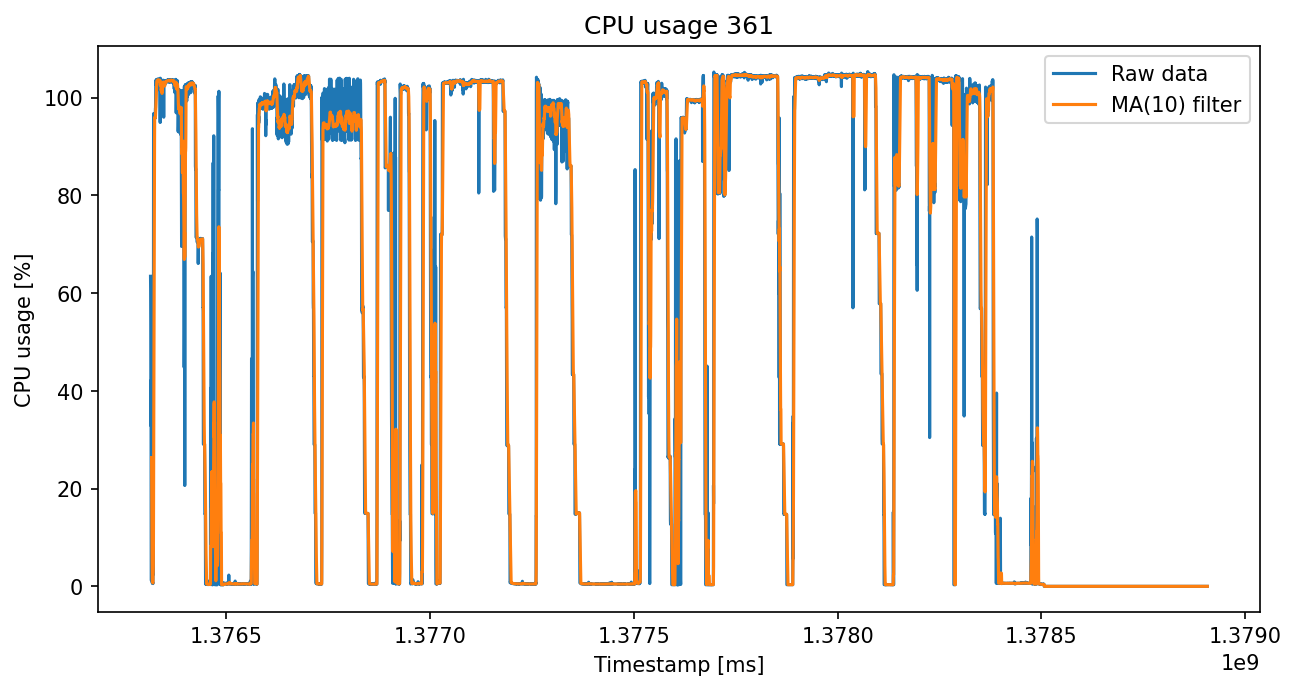 CPU usage 361
Raw data
MA(10) filter
CPU usage [%]
100
80
60
40
20
0
1.3765 1.3770 1.3775 1.3780 1.3785 1.3790
1e9
Timestamp [ms]